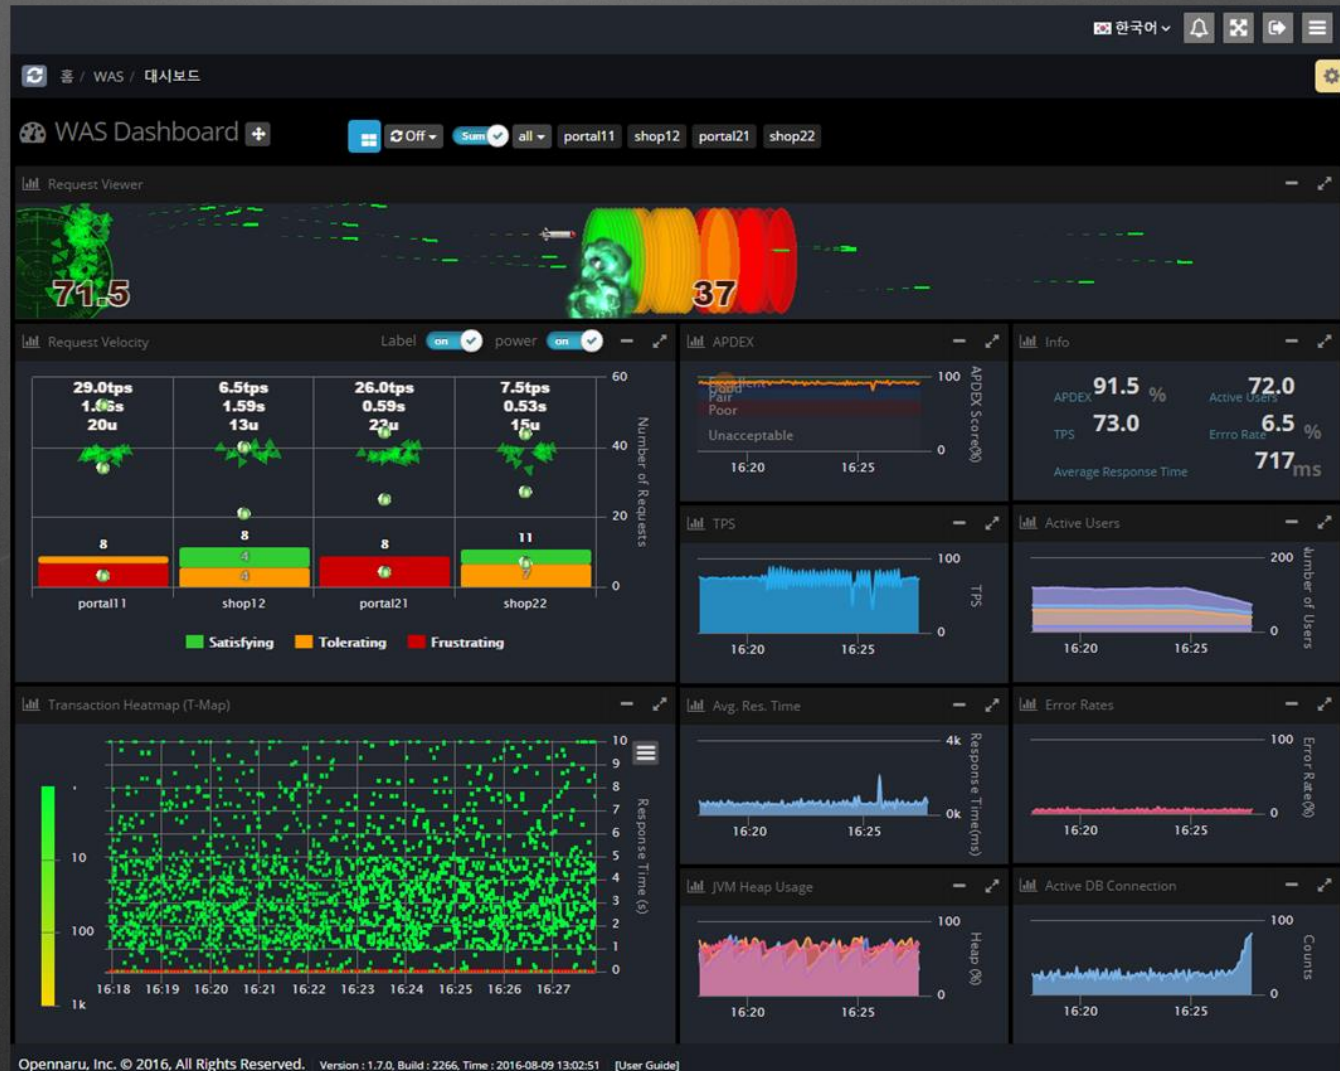 한국어
홈 / WAS / 대시보드
WAS Dashboard
Off
Sum
all
portal11
shop12
portal21
shop22
Request Viewer
71.5
37
Request Velocity
Label on power on
29.0tps 6.5tps 26.0tps 7.5tps
1.59s 0.59s 0.53s
20u 13u 15u
60
40
20
0
Number of Requests
8 8 8 11
4
4 7
portal11 shop12 portal21 shop22
Satisfying Tolerating Frustrating
APDEX
Pair
Poor
Unacceptable
100
0
APDEX Score(%)
16:20 16:25
Info
APDEX 91.5 %
Active Users 72.0
TPS 73.0
Errro Rate 6.5 %
Average Response Time 717ms
TPS
100
0
TPS
16:20 16:25
Active Users
200
0
Number of Users
16:20 16:25
Transaction Heatmap (T-Map)
10
9
8
7
6
5
4
3
2
1
0
Response Time (s)
10
100
1k
16:18 16:19 16:20 16:21 16:22 16:23 16:24 16:25 16:26 16:27
Avg. Res. Time
4k
0k
Response Time(ms)
16:20 16:25
Error Rates
100
0
Error Rate(%)
16:20 16:25
JVM Heap Usage
100
0
Heap (%)
16:20 16:25
Active DB Connection
100
0
Counts
16:20 16:25
Opennaru, Inc. © 2016, All Rights Reserved. Version : 1.7.0, Build : 2266, Time : 2016-08-09 13:02:51 [User Guide]